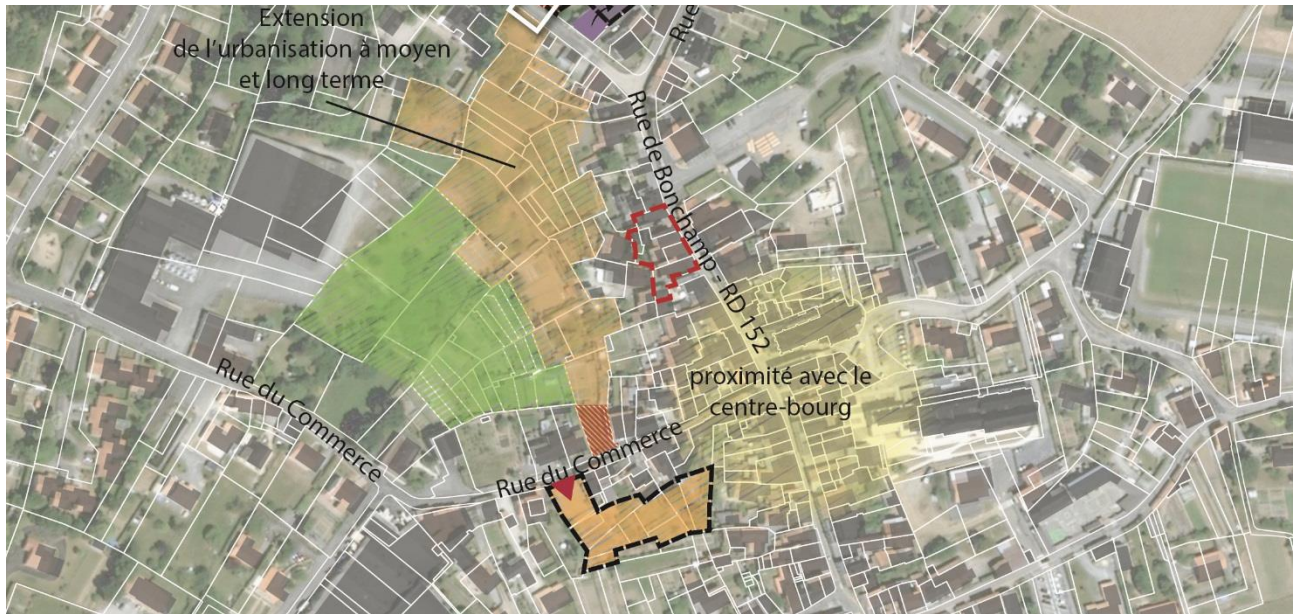 Extension
de l'urbanisation à moyen
et long terme
Rue
Rue de Bonchamp - RD 152
proximité avec le
centre-bourg
Rue du Commerce
Rue du Commerce